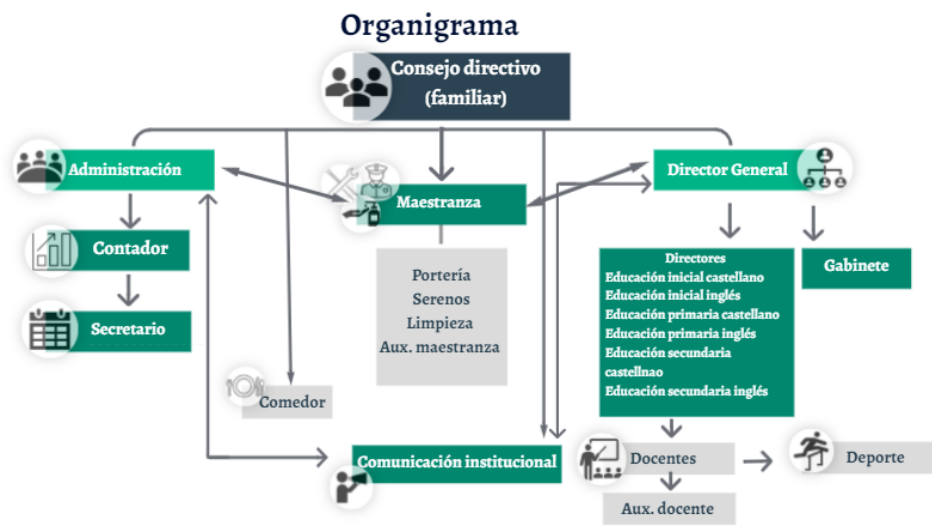 Organigrama
Consejo directivo
(familiar)
Administración
Director General
Maestranza
Contador
Secretario
Portería
Serenos
Limpieza
Aux. maestranza
Directores
Educación inicial castellano
Educación inicial inglés
Educación primaria castellano
Educación primaria inglés
Educación secundaria
castellnao
Educación secundaria inglés
Gabinete
Comedor
Comunicación institucional
Docentes
Deporte
Aux. docente